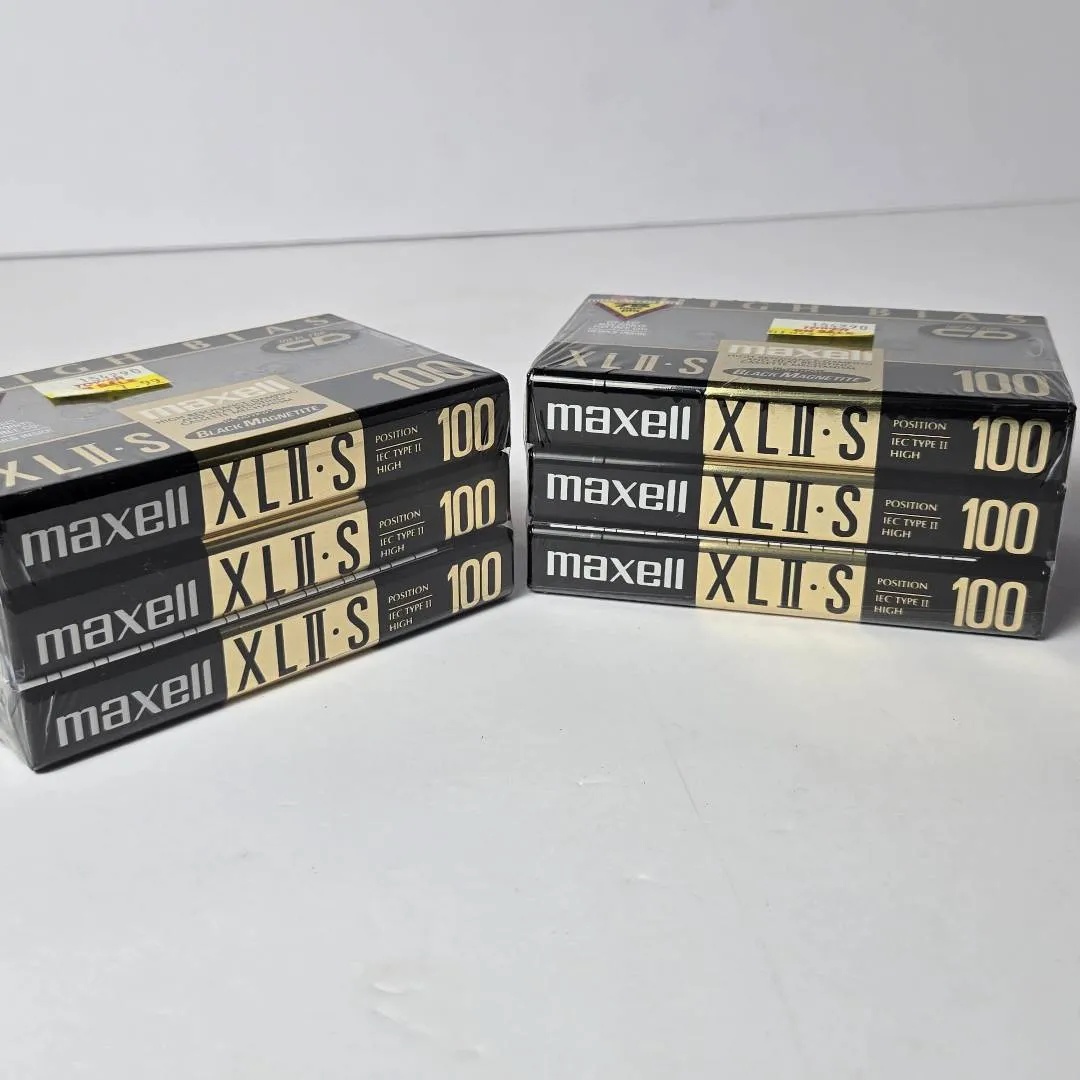 HIGH BIAS
CD
154290
99
XLII·S
maxell
BLACK MAGNETITE
100
maxell XLII·S POSITION IEC TYPE II HIGH 100
maxell XLII·S POSITION IEC TYPE II HIGH 100
maxell XLII·S POSITION IEC TYPE II HIGH 100
HIGH BIAS
154290
CD
XLII·S
maxell
BLACK MAGNETITE
100
maxell XLII·S POSITION IEC TYPE II HIGH 100
maxell XLII·S POSITION IEC TYPE II HIGH 100
maxell XLII·S POSITION IEC TYPE II HIGH 100